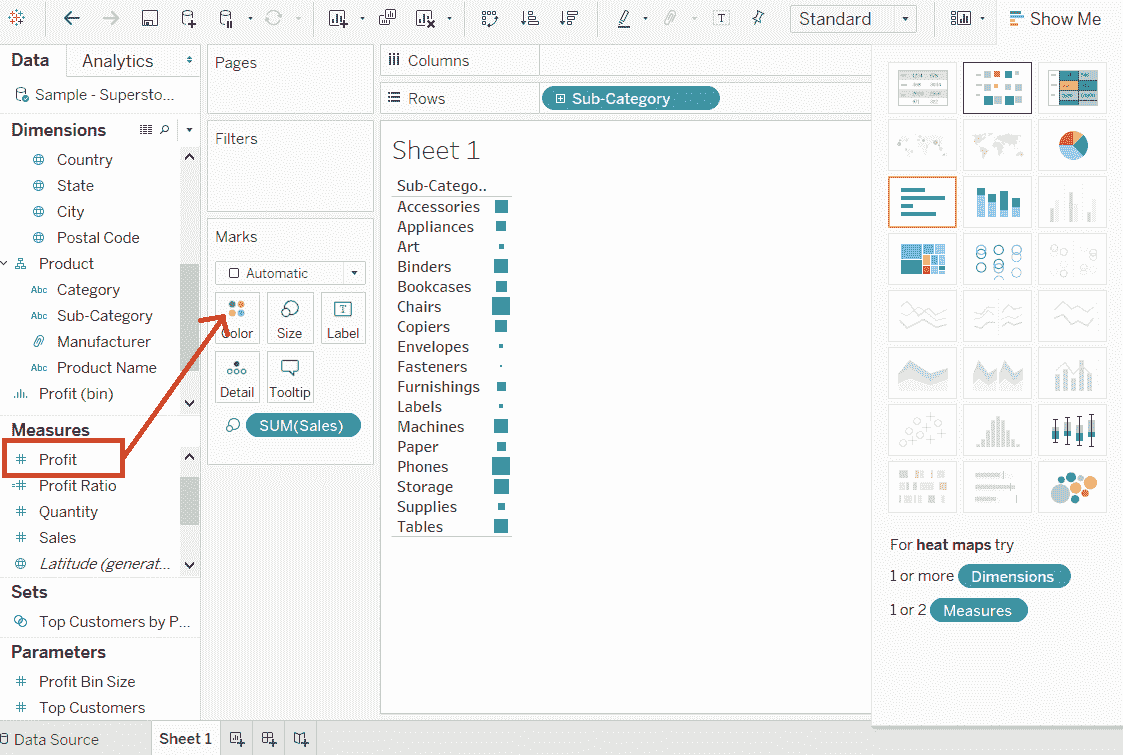 Standard
Show Me
Data
Analytics
Sample - Supersto...
Dimensions
Country
State
City
Postal Code
Product
Abc Category
Abc Sub-Category
Manufacturer
Abc Product Name
Profit (bin)
Measures
# Profit
=# Profit Ratio
# Quantity
# Sales
Latitude (generat...
Sets
Top Customers by P...
Parameters
# Profit Bin Size
# Top Customers
Pages
Filters
Marks
Automatic
Color
Size
T
Label
Detail
Tooltip
SUM(Sales)
Columns
Rows
Sub-Category
Sheet 1
Sub-Catego..
Accessories
Appliances
Art
Binders
Bookcases
Chairs
Copiers
Envelopes
Fasteners
Furnishings
Labels
Machines
Paper
Phones
Storage
Supplies
Tables
For heat maps try
1 or more Dimensions
1 or 2 Measures
Data Source
Sheet 1